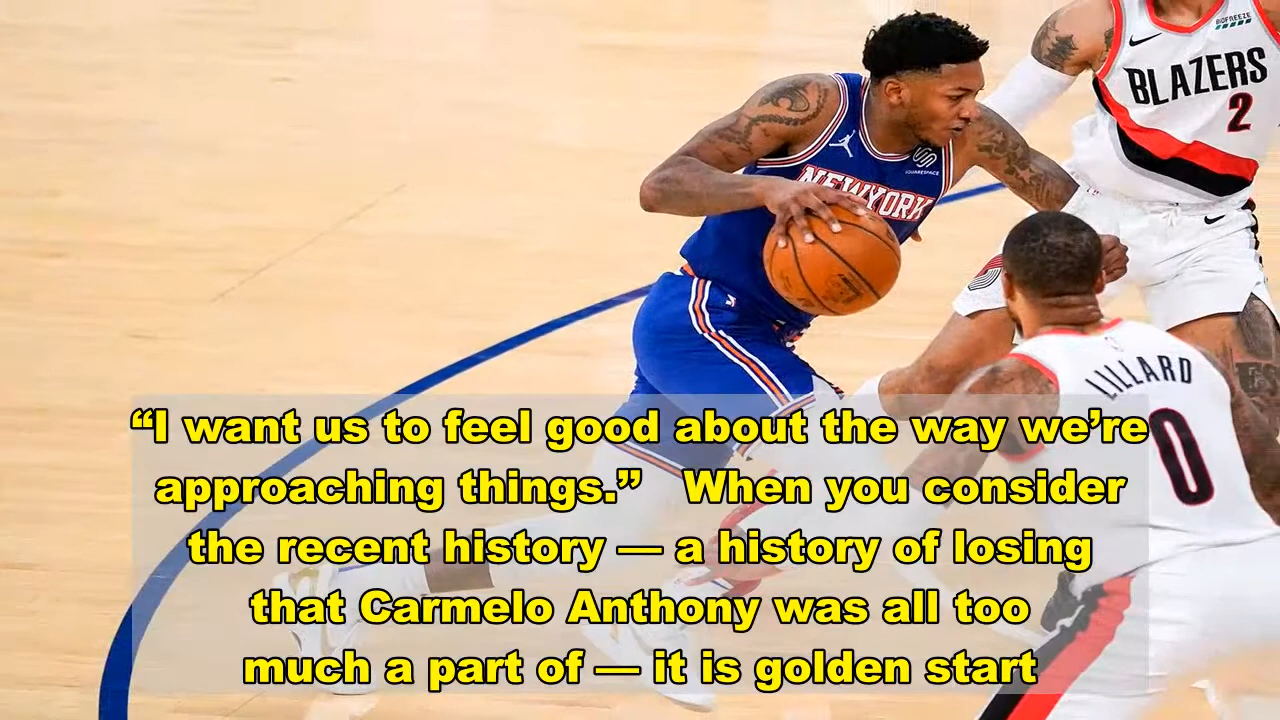 BIOFREEZE
BLAZERS
2
SQUARESPACE
NEW YORK
LILLARD
0
“I want us to feel good about the way we’re
approaching things.”   When you consider
the recent history — a history of losing
that Carmelo Anthony was all too
much a part of — it is golden start